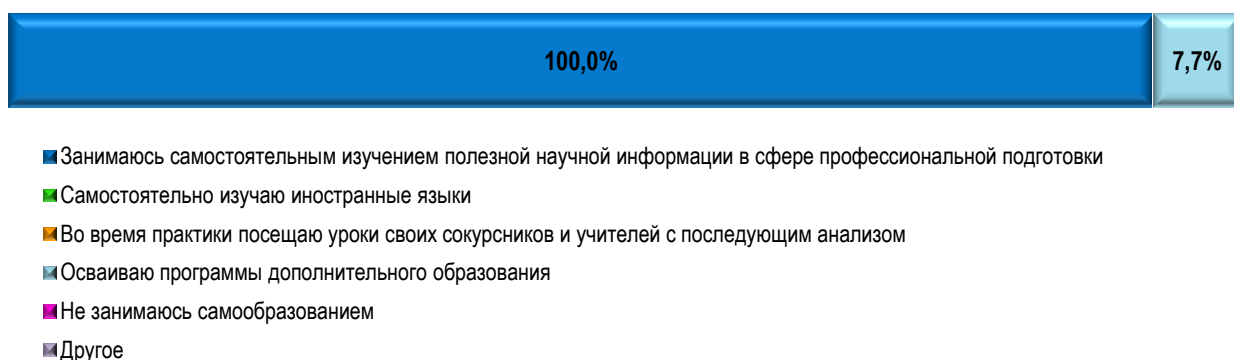 100,0% 7,7%
Занимаюсь самостоятельным изучением полезной научной информации в сфере профессиональной подготовки
Самостоятельно изучаю иностранные языки
Во время практики посещаю уроки своих сокурсников и учителей с последующим анализом
Осваиваю программы дополнительного образования
Не занимаюсь самообразованием
Другое